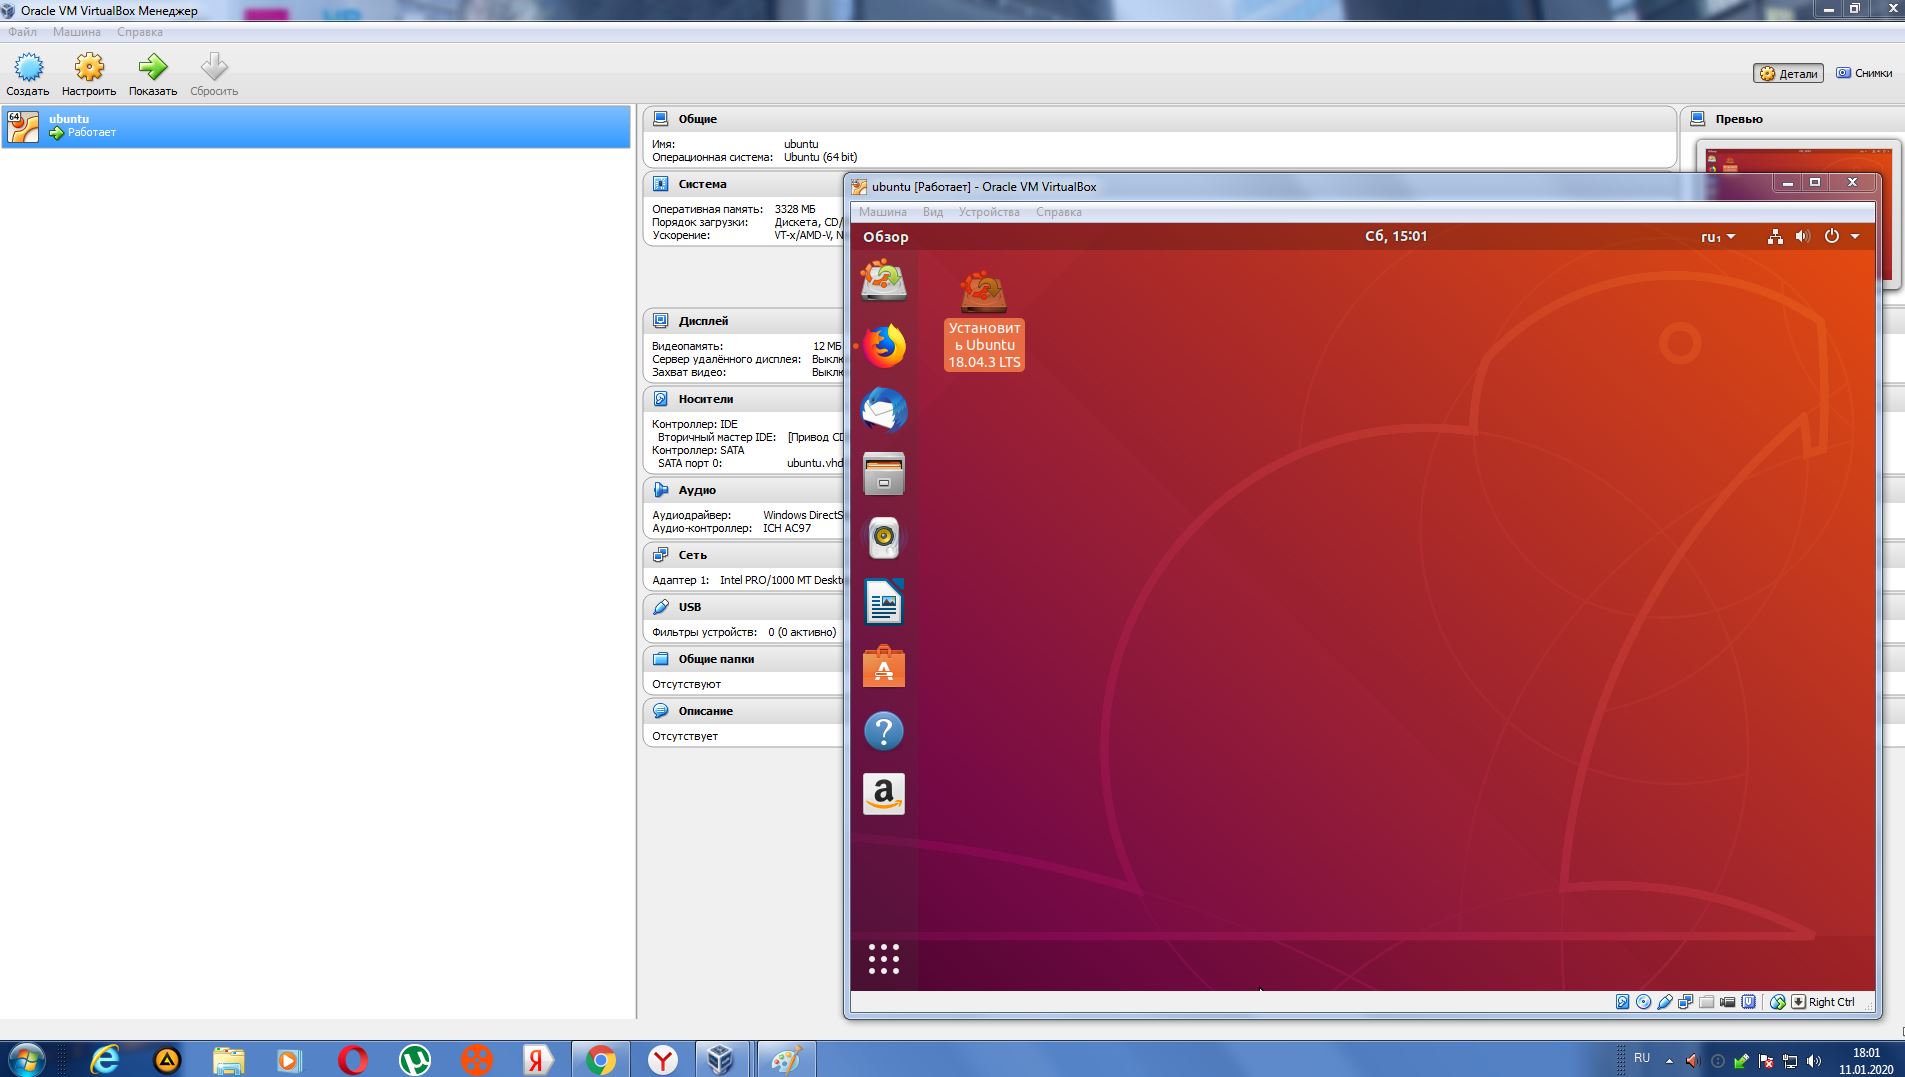 Oracle VM VirtualBox Менеджер
Файл Машина Справка
Создать Настроить Показать Сбросить
Детали Снимки
64
ubuntu
Работает
Общие
Имя: ubuntu
Операционная система: Ubuntu (64 bit)
Превью
Система
Оперативная память: 3328 МБ
Порядок загрузки: Дискета, CD/
Ускорение: VT-x/AMD-V, N
Дисплей
Видеопамять: 12 МБ
Сервер удалённого дисплея: Выклю
Захват видео: Выклю
Носители
Контроллер: IDE
Вторичный мастер IDE: [Привод CD
Контроллер: SATA
SATA порт 0: ubuntu.vhd
Аудио
Аудиодрайвер: Windows DirectS
Аудио-контроллер: ICH AC97
Сеть
Адаптер 1: Intel PRO/1000 MT Deskto
USB
Фильтры устройств: 0 (0 активно)
Общие папки
Отсутствуют
Описание
Отсутствует
ubuntu [Работает] - Oracle VM VirtualBox
Машина Вид Устройства Справка
Обзор
Сб, 15:01
ru₁
Установит
ь Ubuntu
18.04.3 LTS
Right Ctrl
RU
18:01
11.01.2020